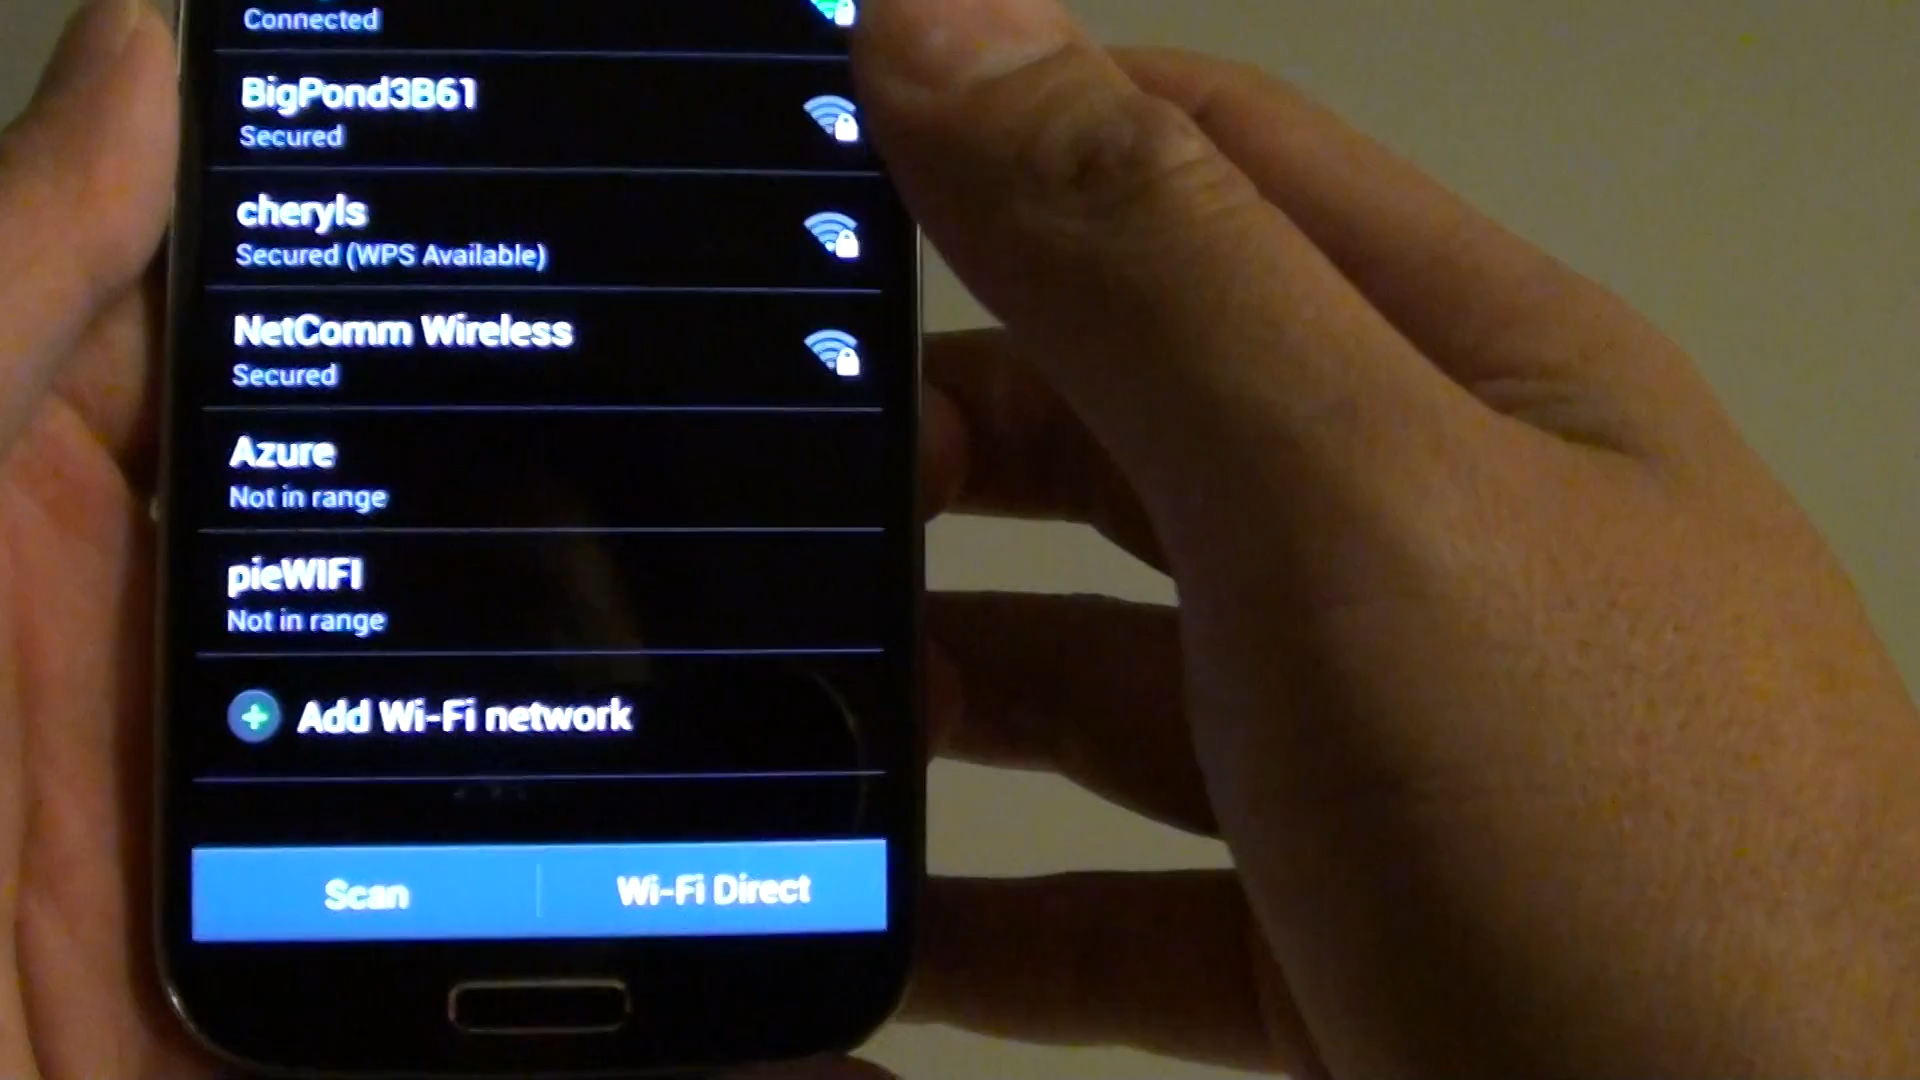 Connected
BigPond3B61
Secured
cheryls
Secured (WPS Available)
NetComm Wireless
Secured
Azure
Not in range
pieWIFI
Not in range
Add Wi-Fi network
Scan
Wi-Fi Direct